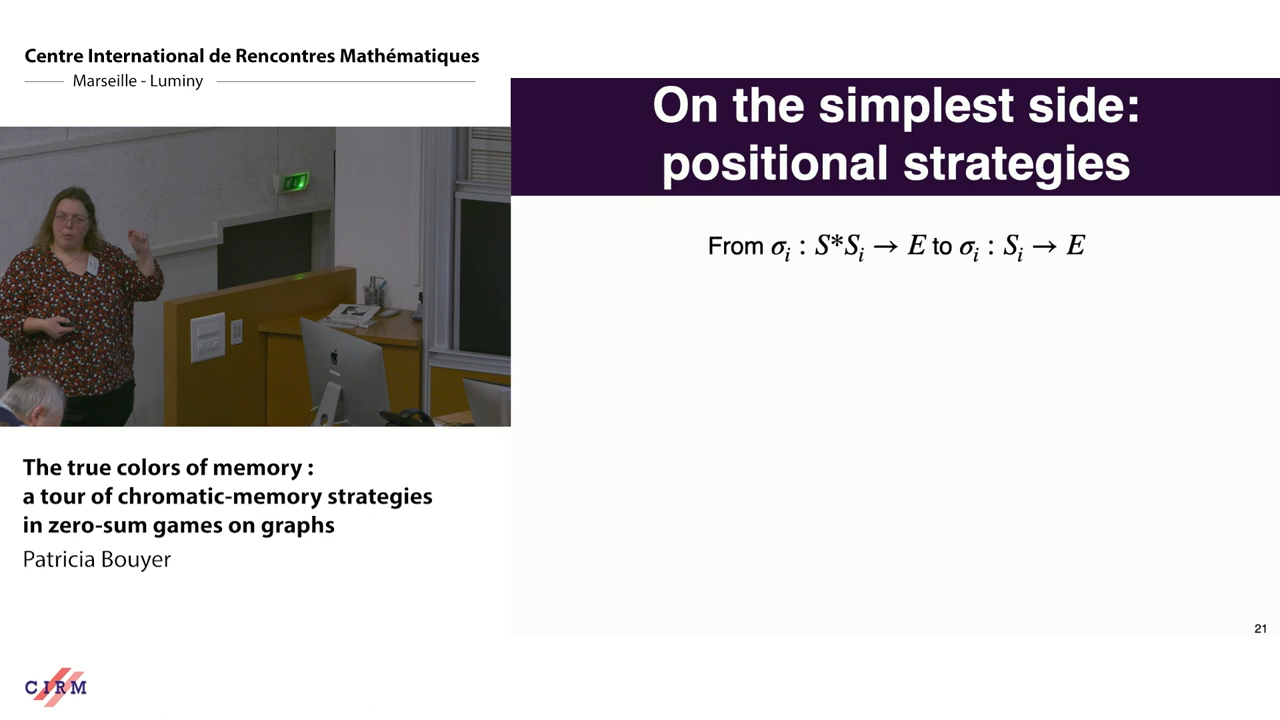 Centre International de Rencontres Mathématiques
Marseille - Luminy
On the simplest side:
positional strategies
From σᵢ : S*Sᵢ → E to σᵢ : Sᵢ → E
The true colors of memory :
a tour of chromatic-memory strategies
in zero-sum games on graphs
Patricia Bouyer
21
CIRM